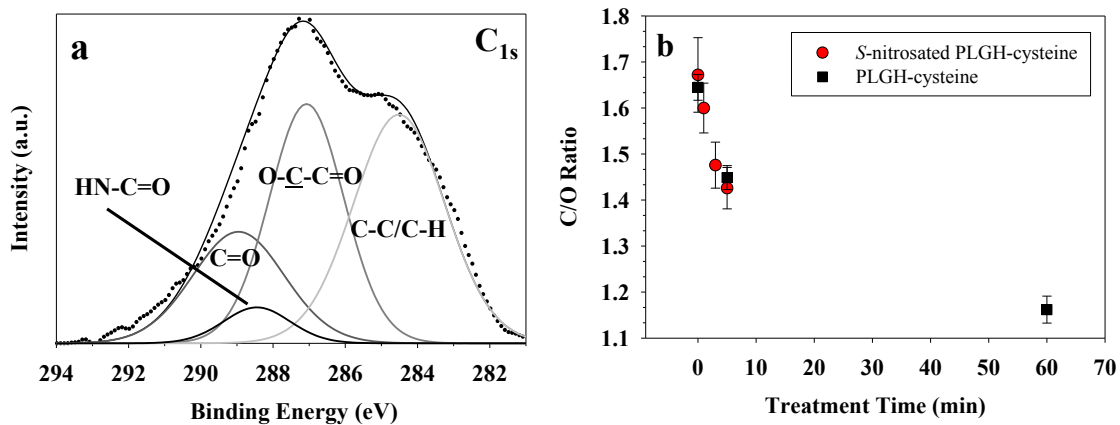 a
C1s
HN-C=O
O-C-C=O
C-C/C-H
C=O
Intensity (a.u.)
294 292 290 288 286 284 282
Binding Energy (eV)
b
S-nitrosated PLGH-cysteine
PLGH-cysteine
1.8
1.7
1.6
1.5
1.4
1.3
1.2
1.1
C/O Ratio
0 10 20 30 40 50 60 70
Treatment Time (min)